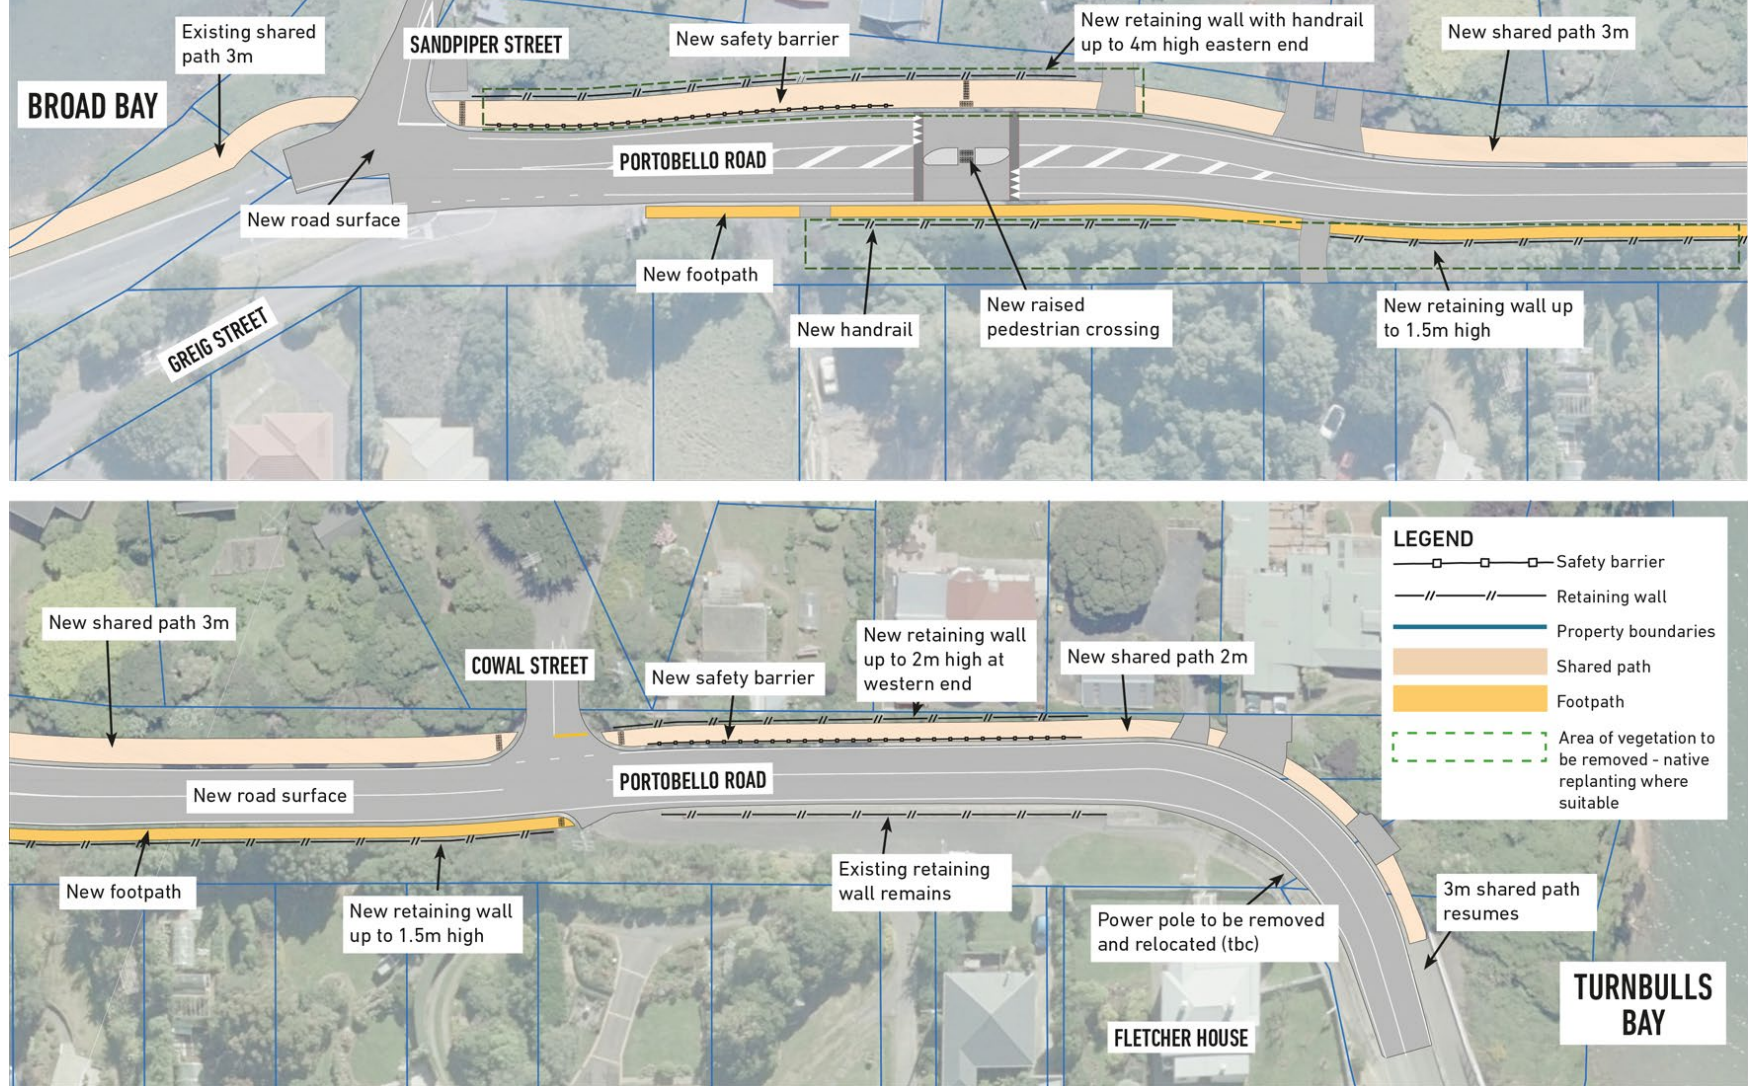 Existing shared
path 3m
SANDPIPER STREET
New safety barrier
New retaining wall with handrail
up to 4m high eastern end
New shared path 3m
BROAD BAY
PORTOBELLO ROAD
New road surface
New footpath
GREIG STREET
New handrail
New raised
pedestrian crossing
New retaining wall up
to 1.5m high
LEGEND
Safety barrier
Retaining wall
Property boundaries
Shared path
Footpath
Area of vegetation to
be removed - native
replanting where
suitable
New shared path 3m
COWAL STREET
New safety barrier
New retaining wall
up to 2m high at
western end
New shared path 2m
New road surface
PORTOBELLO ROAD
New footpath
New retaining wall
up to 1.5m high
Existing retaining
wall remains
Power pole to be removed
and relocated (tbc)
3m shared path
resumes
FLETCHER HOUSE
TURNBULLS
BAY